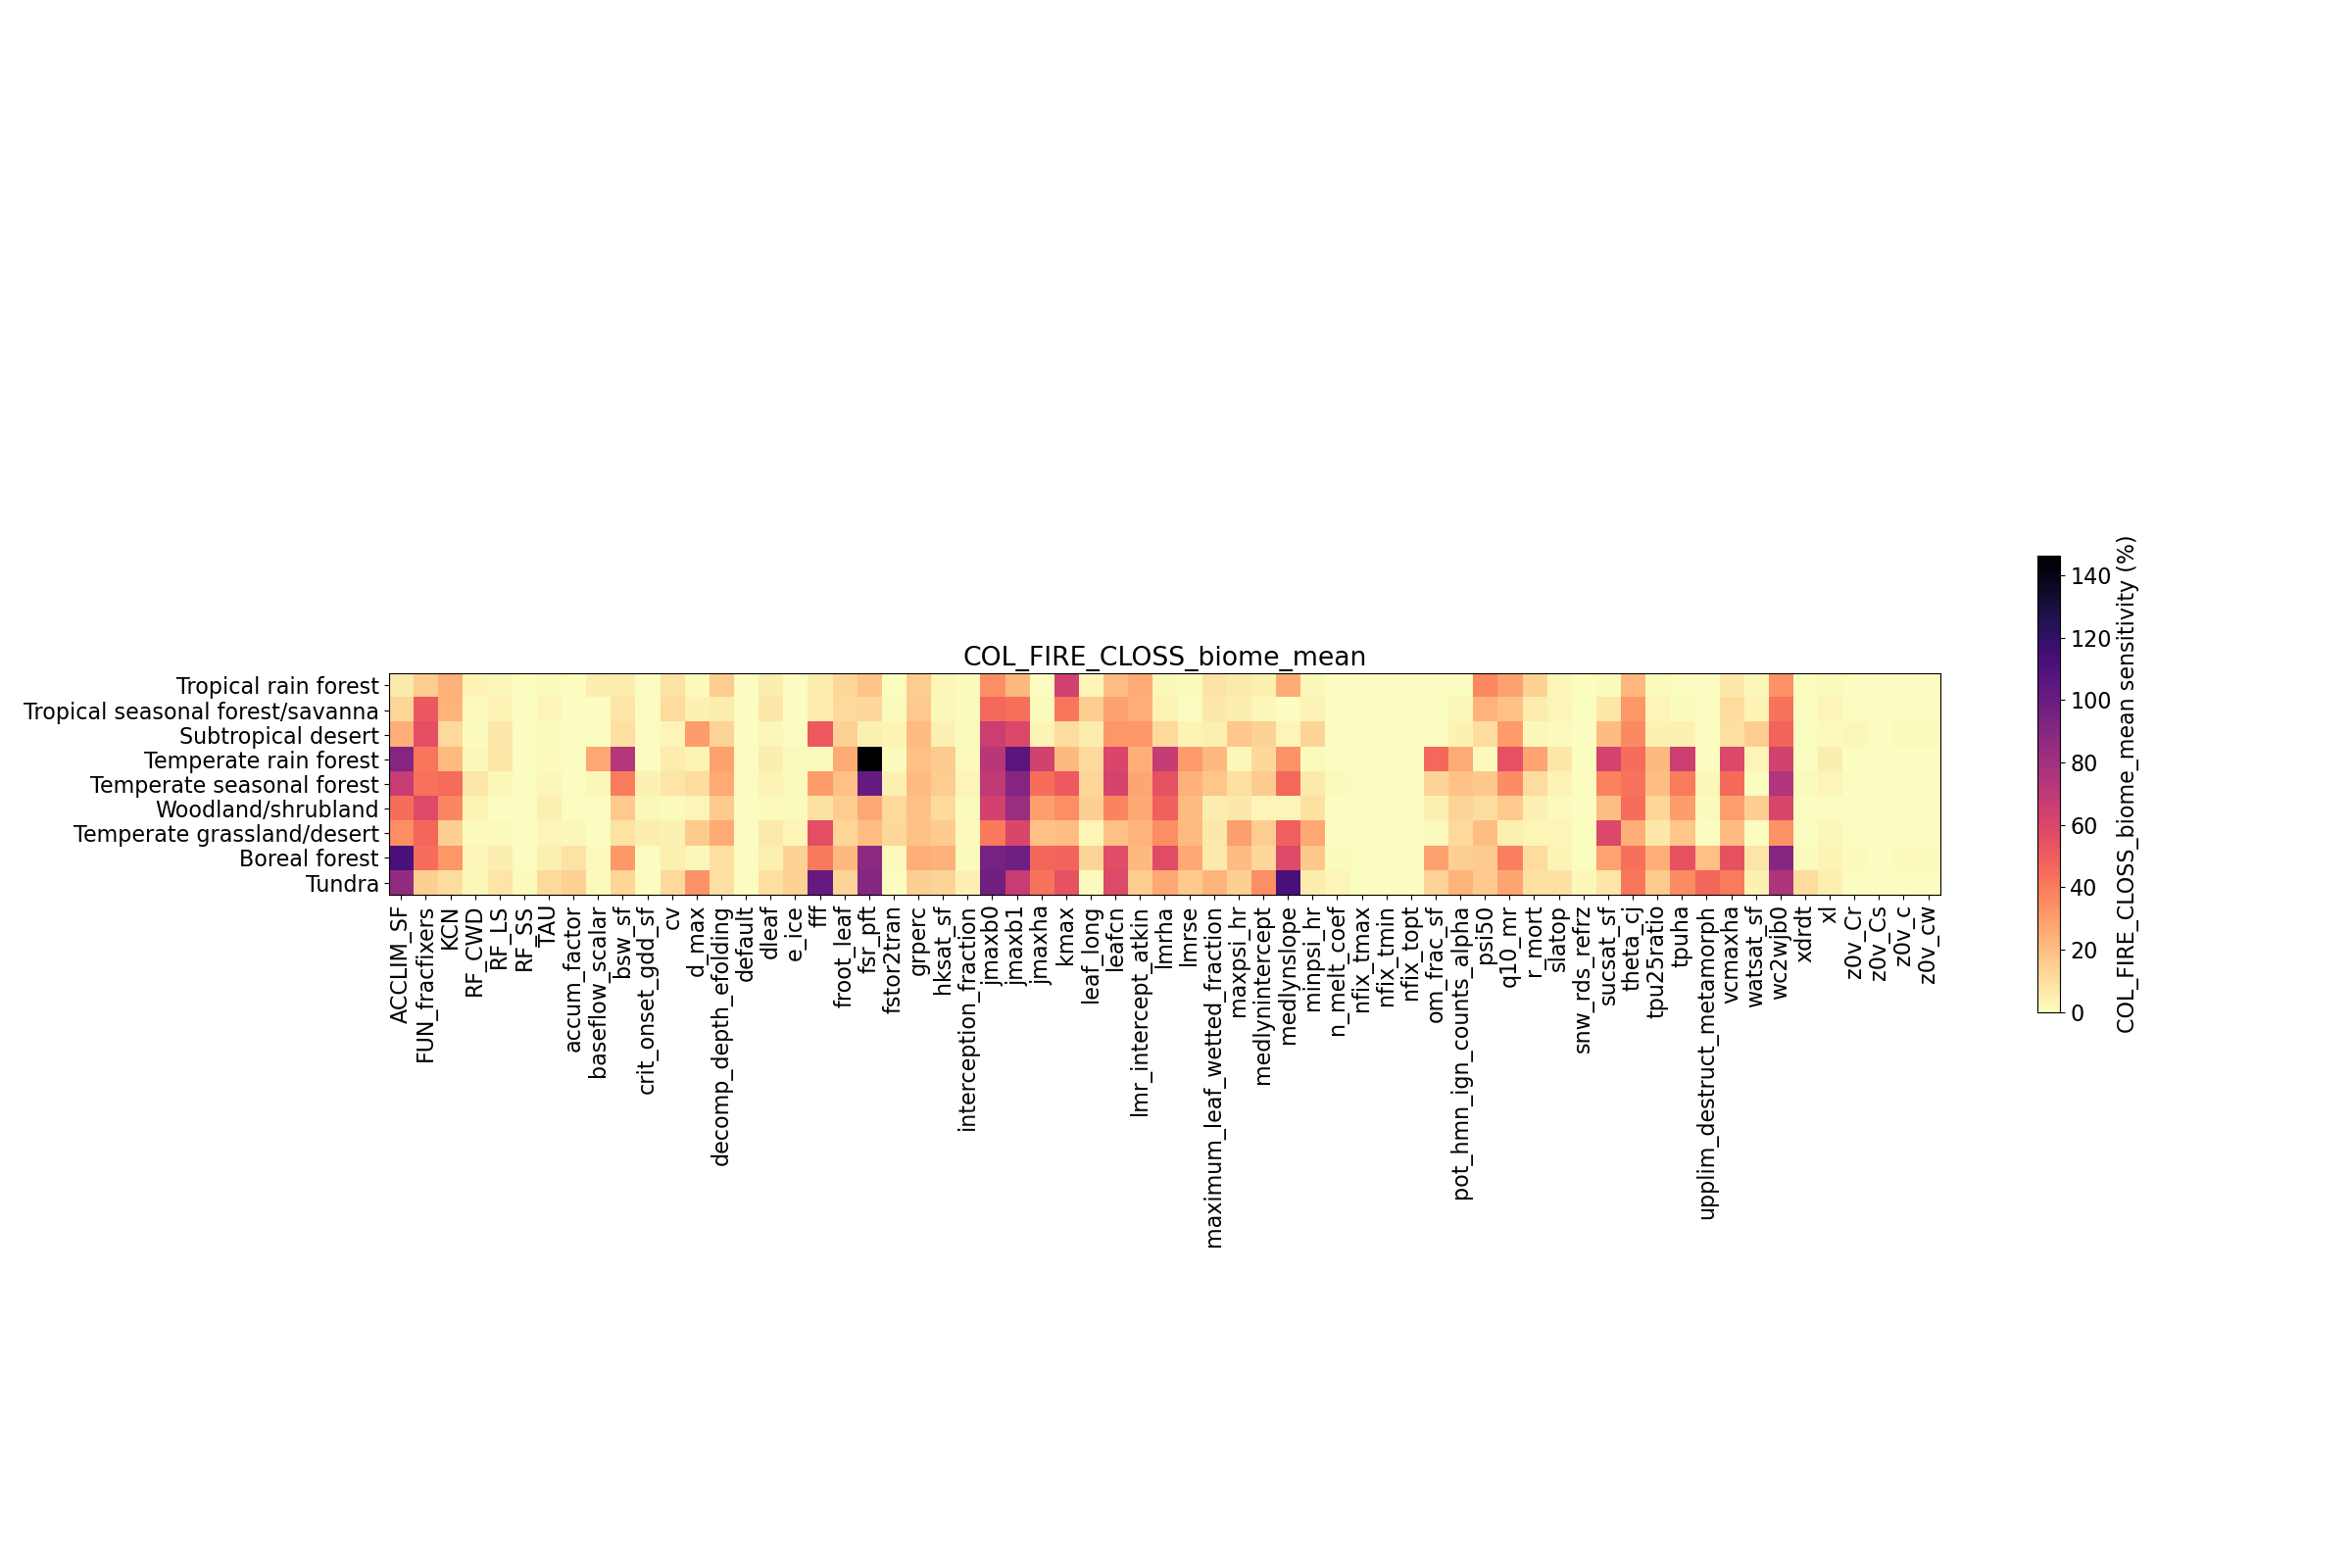 COL_FIRE_CLOSS_biome_mean
Tropical rain forest
Tropical seasonal forest/savanna
Subtropical desert
Temperate rain forest
Temperate seasonal forest
Woodland/shrubland
Temperate grassland/desert
Boreal forest
Tundra
ACCLIM_SF
FUN_fracfixers
KCN
RF_CWD
RF_LS
RF_SS
TAU
accum_factor
baseflow_scalar
bsw_sf
crit_onset_gdd_sf
cv
d_max
decomp_depth_efolding
default
dleaf
e_ice
fff
froot_leaf
fsr_pft
fstor2tran
grperc
hksat_sf
interception_fraction
jmaxb0
jmaxb1
jmaxha
kmax
leaf_long
leafcn
lmr_intercept_atkin
lmrha
lmrse
maximum_leaf_wetted_fraction
maxpsi_hr
medlynintercept
medlynslope
minpsi_hr
n_melt_coef
nfix_tmax
nfix_tmin
nfix_topt
om_frac_sf
pot_hmn_ign_counts_alpha
psi50
q10_mr
r_mort
slatop
snw_rds_refrz
sucsat_sf
theta_cj
tpu25ratio
tpuha
upplim_destruct_metamorph
vcmaxha
watsat_sf
wc2wjb0
xdrdt
xl
z0v_Cr
z0v_Cs
z0v_c
z0v_cw
140
120
100
80
60
40
20
0
COL_FIRE_CLOSS_biome_mean sensitivity (%)